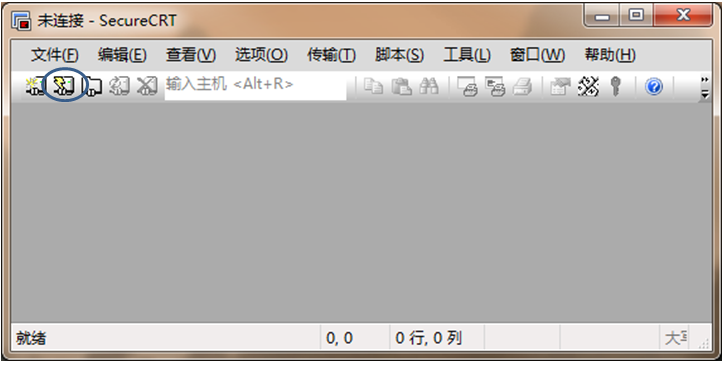 未连接 - SecureCRT
文件(F) 编辑(E) 查看(V) 选项(O) 传输(T) 脚本(S) 工具(L) 窗口(W) 帮助(H)
输入主机 <Alt+R>
就绪 0, 0 0 行, 0 列 大